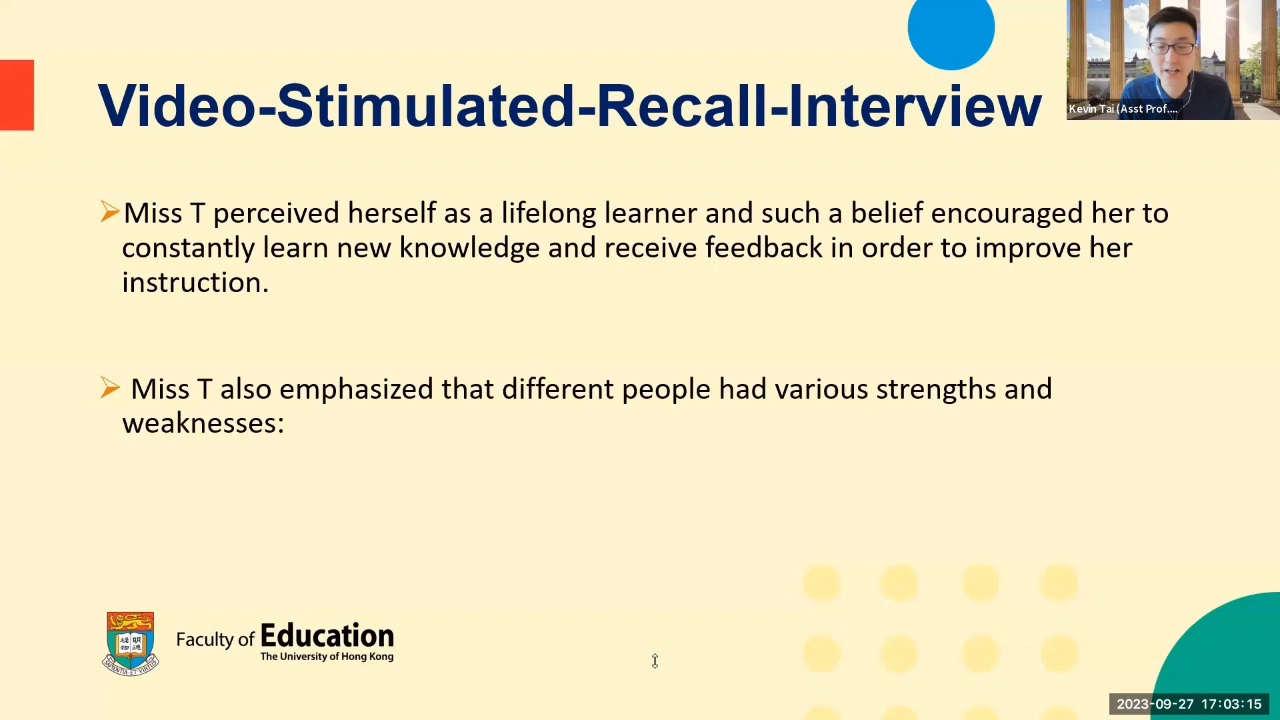 Video-Stimulated-Recall-Interview
Kevin Tai (Asst Prof....
Miss T perceived herself as a lifelong learner and such a belief encouraged her to
constantly learn new knowledge and receive feedback in order to improve her
instruction.
Miss T also emphasized that different people had various strengths and
weaknesses:
Faculty of Education
The University of Hong Kong
2023-09-27 17:03:15